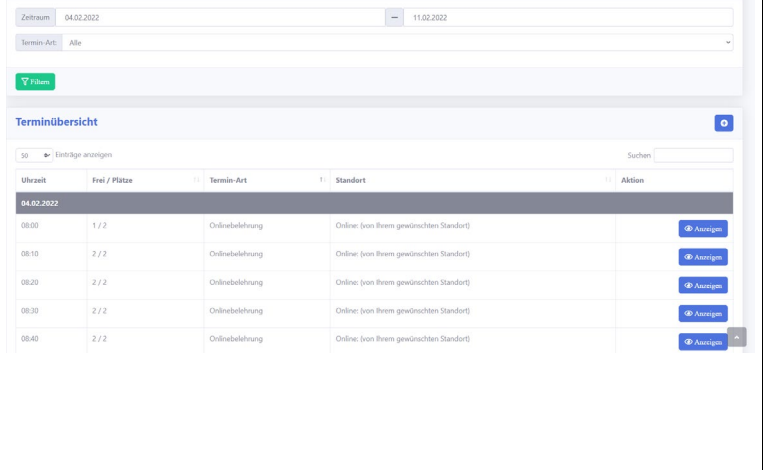 Zeitraum 04.02.2022 — 11.02.2022
Termin-Art: Alle
Filtern
Terminübersicht
50 Einträge anzeigen Suchen
Uhrzeit Frei / Plätze Termin-Art Standort Aktion
04.02.2022
08:00 1 / 2 Onlinebelehrung Online: (von Ihrem gewünschten Standort) Anzeigen
08:10 2 / 2 Onlinebelehrung Online: (von Ihrem gewünschten Standort) Anzeigen
08:20 2 / 2 Onlinebelehrung Online: (von Ihrem gewünschten Standort) Anzeigen
08:30 2 / 2 Onlinebelehrung Online: (von Ihrem gewünschten Standort) Anzeigen
08:40 2 / 2 Onlinebelehrung Online: (von Ihrem gewünschten Standort) Anzeigen